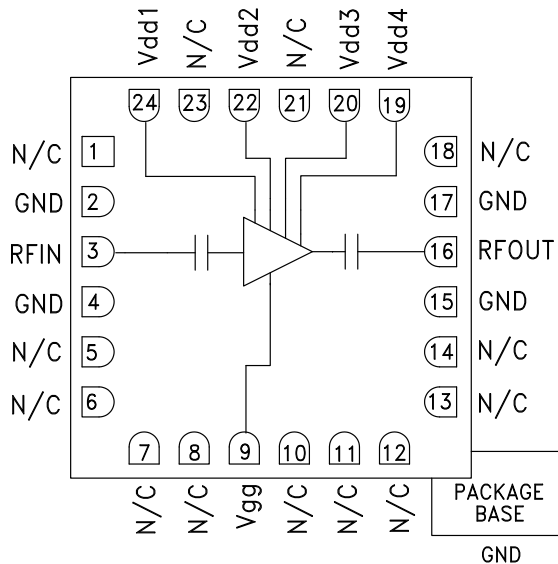 Vdd1
N/C
Vdd2
N/C
Vdd3
Vdd4
24
23
22
21
20
19
N/C 1
GND 2
RFIN 3
GND 4
N/C 5
N/C 6
18 N/C
17 GND
16 RFOUT
15 GND
14 N/C
13 N/C
7
8
9
10
11
12
N/C
N/C
Vgg
N/C
N/C
N/C
PACKAGE
BASE
GND